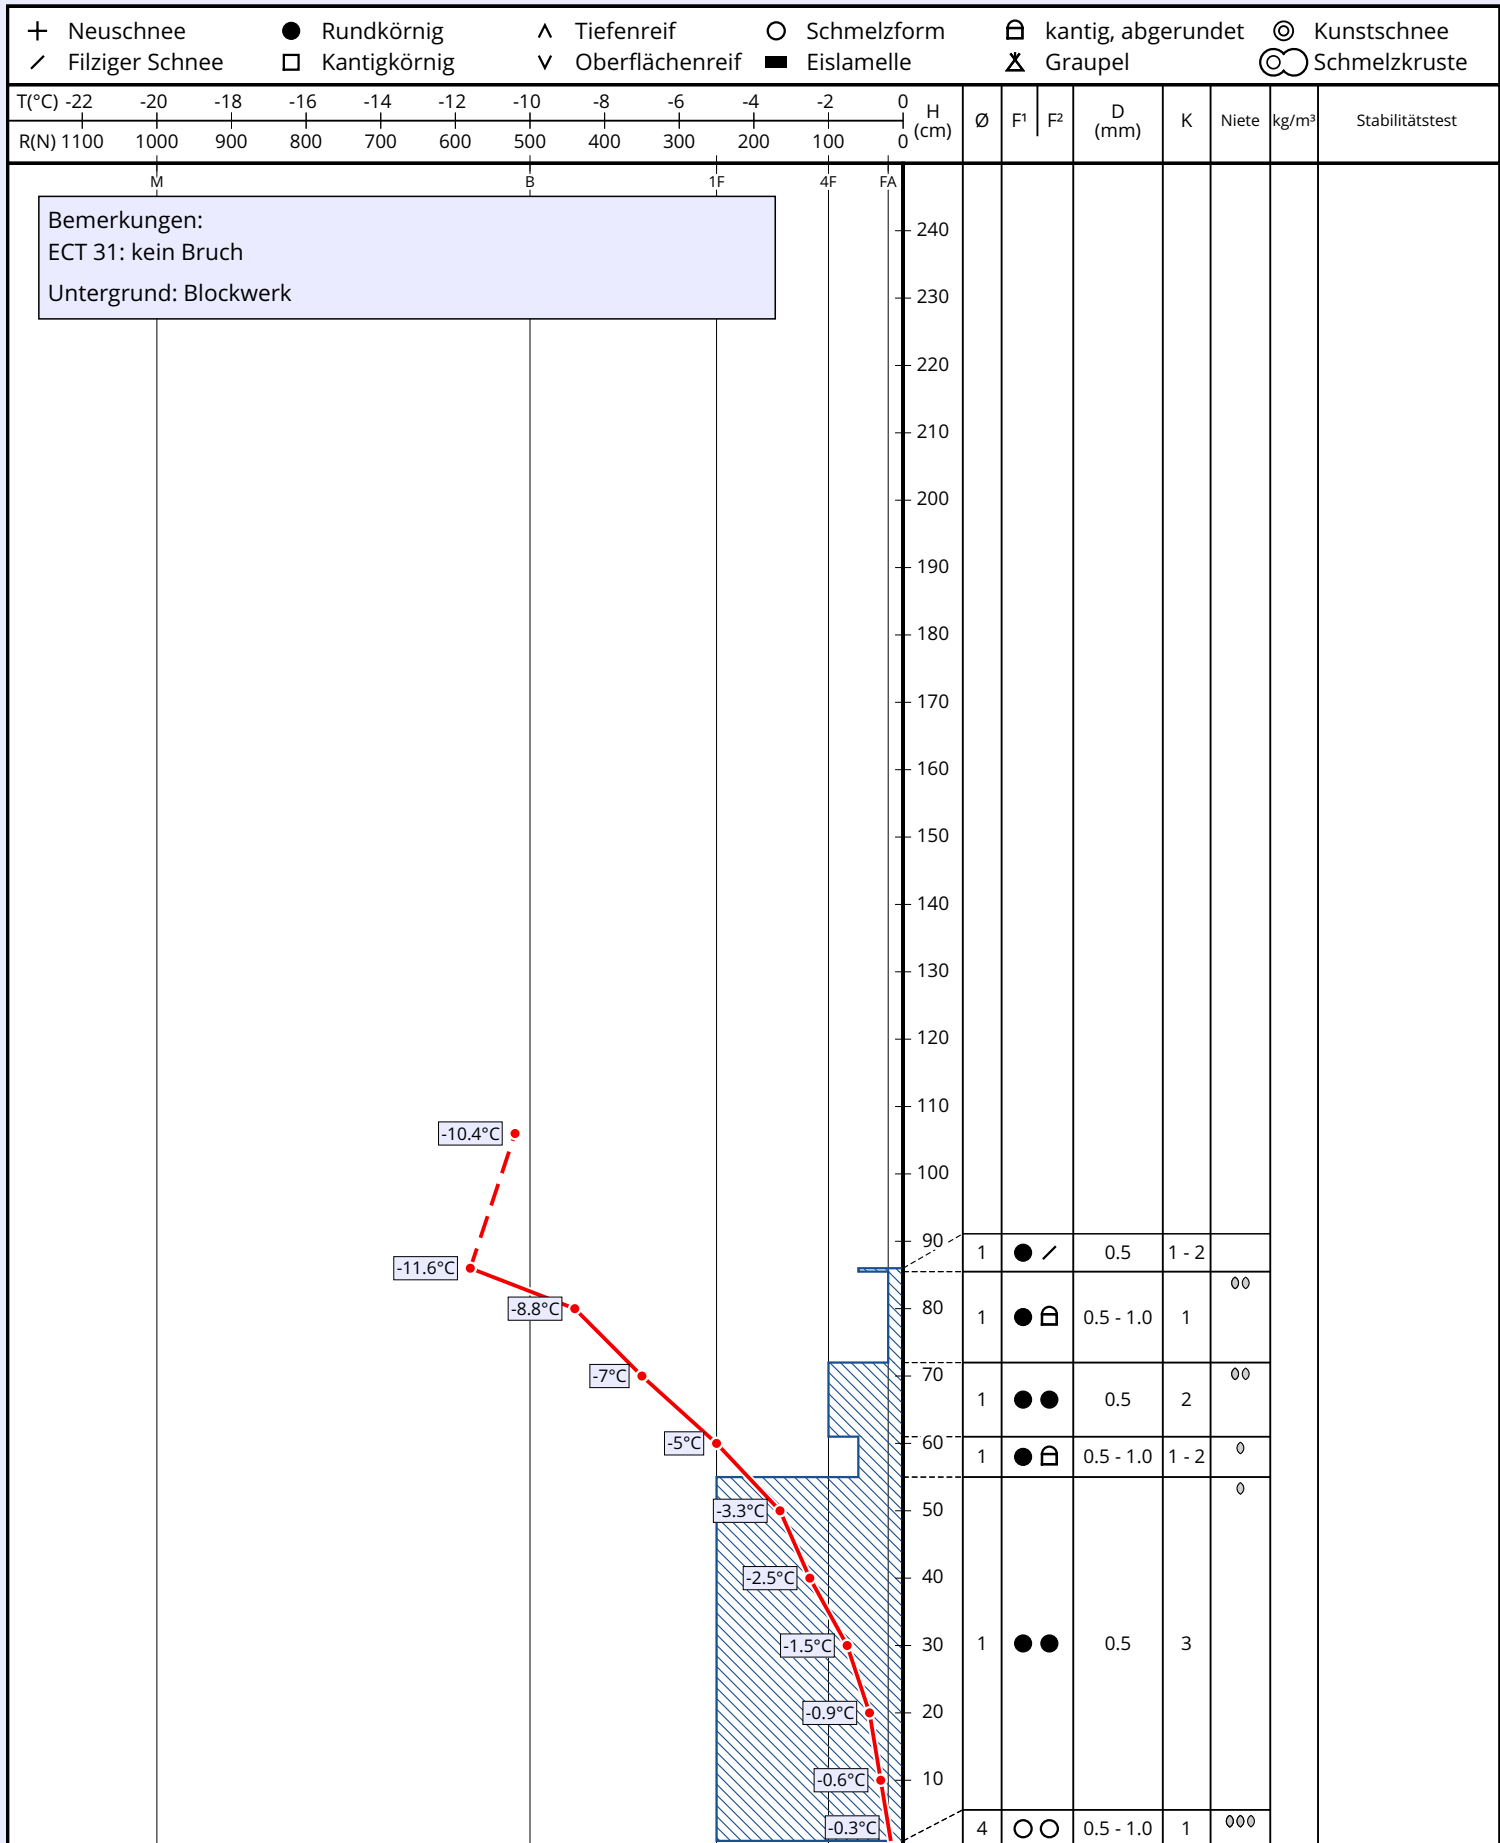 Neuschnee Rundkörnig Tiefenreif Schmelzform kantig, abgerundet Kunstschnee
Filziger Schnee Kantigkörnig Oberflächenreif Eislamelle Graupel Schmelzkruste
T(°C) -22 -20 -18 -16 -14 -12 -10 -8 -6 -4 -2 0
R(N) 1100 1000 900 800 700 600 500 400 300 200 100 0
H (cm) Ø F¹ F² D (mm) K Niete kg/m³ Stabilitätstest
M B 1F 4F FA
Bemerkungen:
ECT 31: kein Bruch
Untergrund: Blockwerk
240
230
220
210
200
190
180
170
160
150
140
130
120
110
-10.4°C
100
90
1 0.5 1 - 2
-11.6°C
-8.8°C 80
1 0.5 - 1.0 1
-7°C 70
1 0.5 2
-5°C 60
1 0.5 - 1.0 1 - 2
-3.3°C 50
-2.5°C 40
-1.5°C 30
1 0.5 3
-0.9°C 20
-0.6°C 10
-0.3°C
4 0.5 - 1.0 1